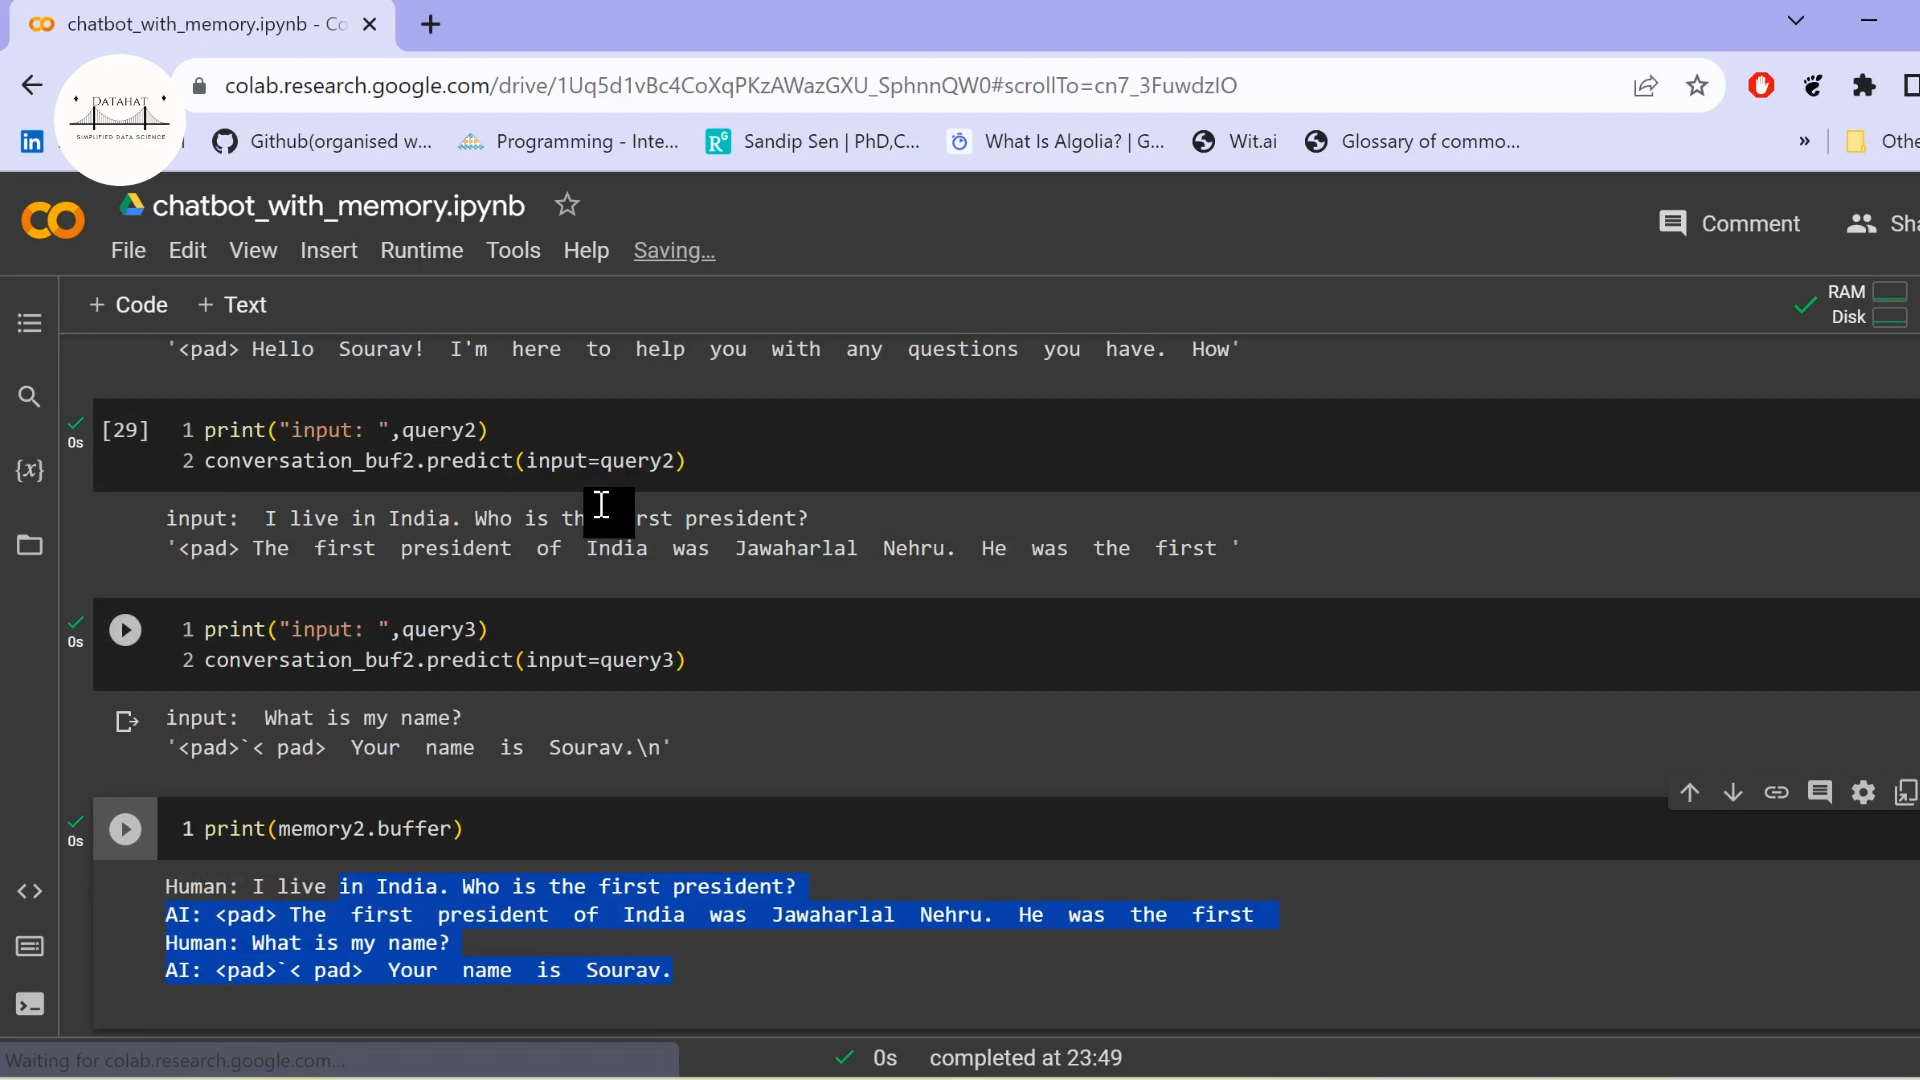 chatbot_with_memory.ipynb - Co
colab.research.google.com/drive/1Uq5d1vBc4CoXqPKzAWazGXU_SphnnQW0#scrollTo=cn7_3FuwdzIO
DATAHAT
SIMPLIFIED DATA SCIENCE
Github(organised w...
Programming - Inte...
Sandip Sen | PhD,C...
What Is Algolia? | G...
Wit.ai
Glossary of commo...
»
Othe
chatbot_with_memory.ipynb
Comment
Sha
File Edit View Insert Runtime Tools Help Saving...
+ Code + Text
RAM
Disk
'<pad> Hello Sourav! I'm here to help you with any questions you have. How'
[29] 1 print("input: ",query2)
0s 2 conversation_buf2.predict(input=query2)
input: I live in India. Who is th rst president?
'<pad> The first president of India was Jawaharlal Nehru. He was the first '
1 print("input: ",query3)
0s 2 conversation_buf2.predict(input=query3)
input: What is my name?
'<pad>`< pad> Your name is Sourav.\n'
1 print(memory2.buffer)
0s
Human: I live in India. Who is the first president?
AI: <pad> The first president of India was Jawaharlal Nehru. He was the first
Human: What is my name?
AI: <pad>`< pad> Your name is Sourav.
Waiting for colab.research.google.com...
0s completed at 23:49